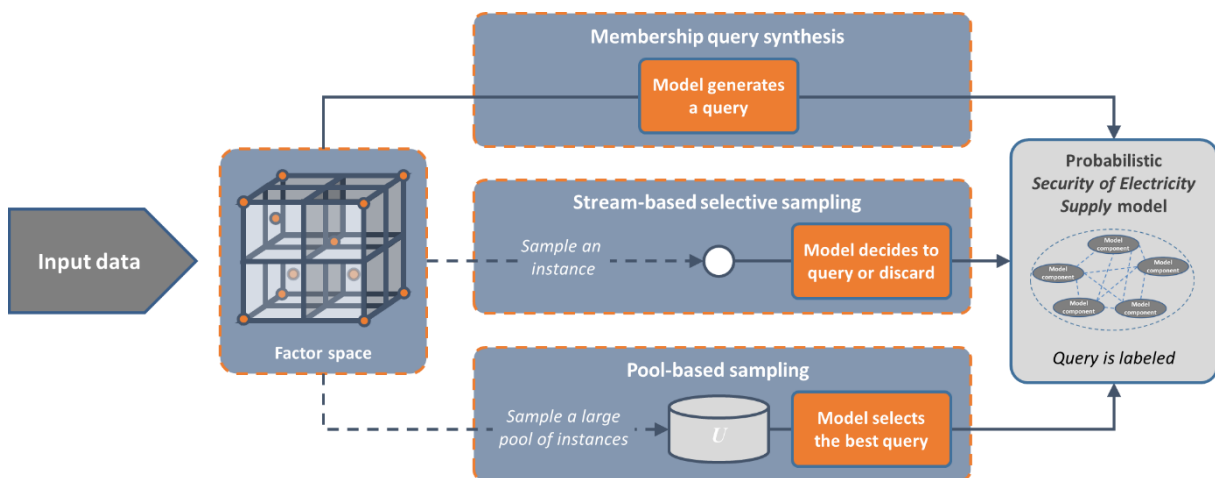 Membership query synthesis
Model generates
a query
Input data
Factor space
Stream-based selective sampling
Sample an
instance
Model decides to
query or discard
Pool-based sampling
Sample a large
pool of instances
U
Model selects
the best query
Probabilistic
Security of Electricity
Supply model
Model
component
Model
component
Model
component
Model
component
Model
component
Query is labeled